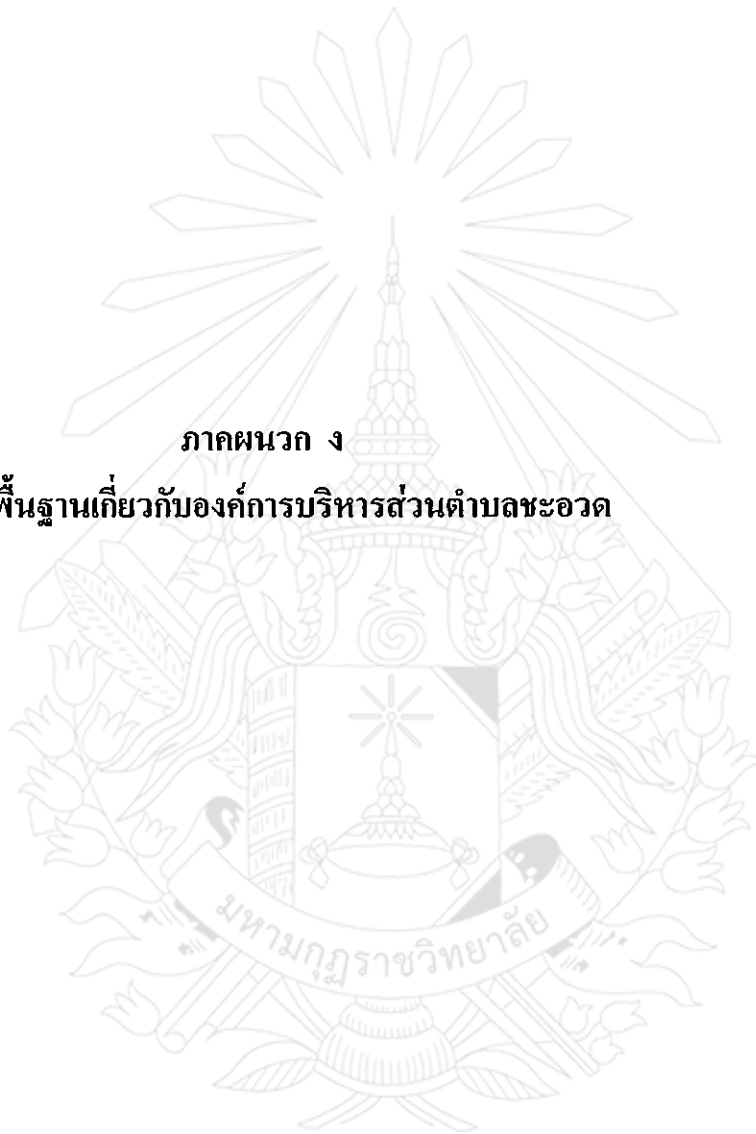 ภาคผนวก ง
พื้นฐานเกี่ยวกับองค์การบริหารส่วนตำบลชะอวด
มหามกุฏราชวิทยาลัย